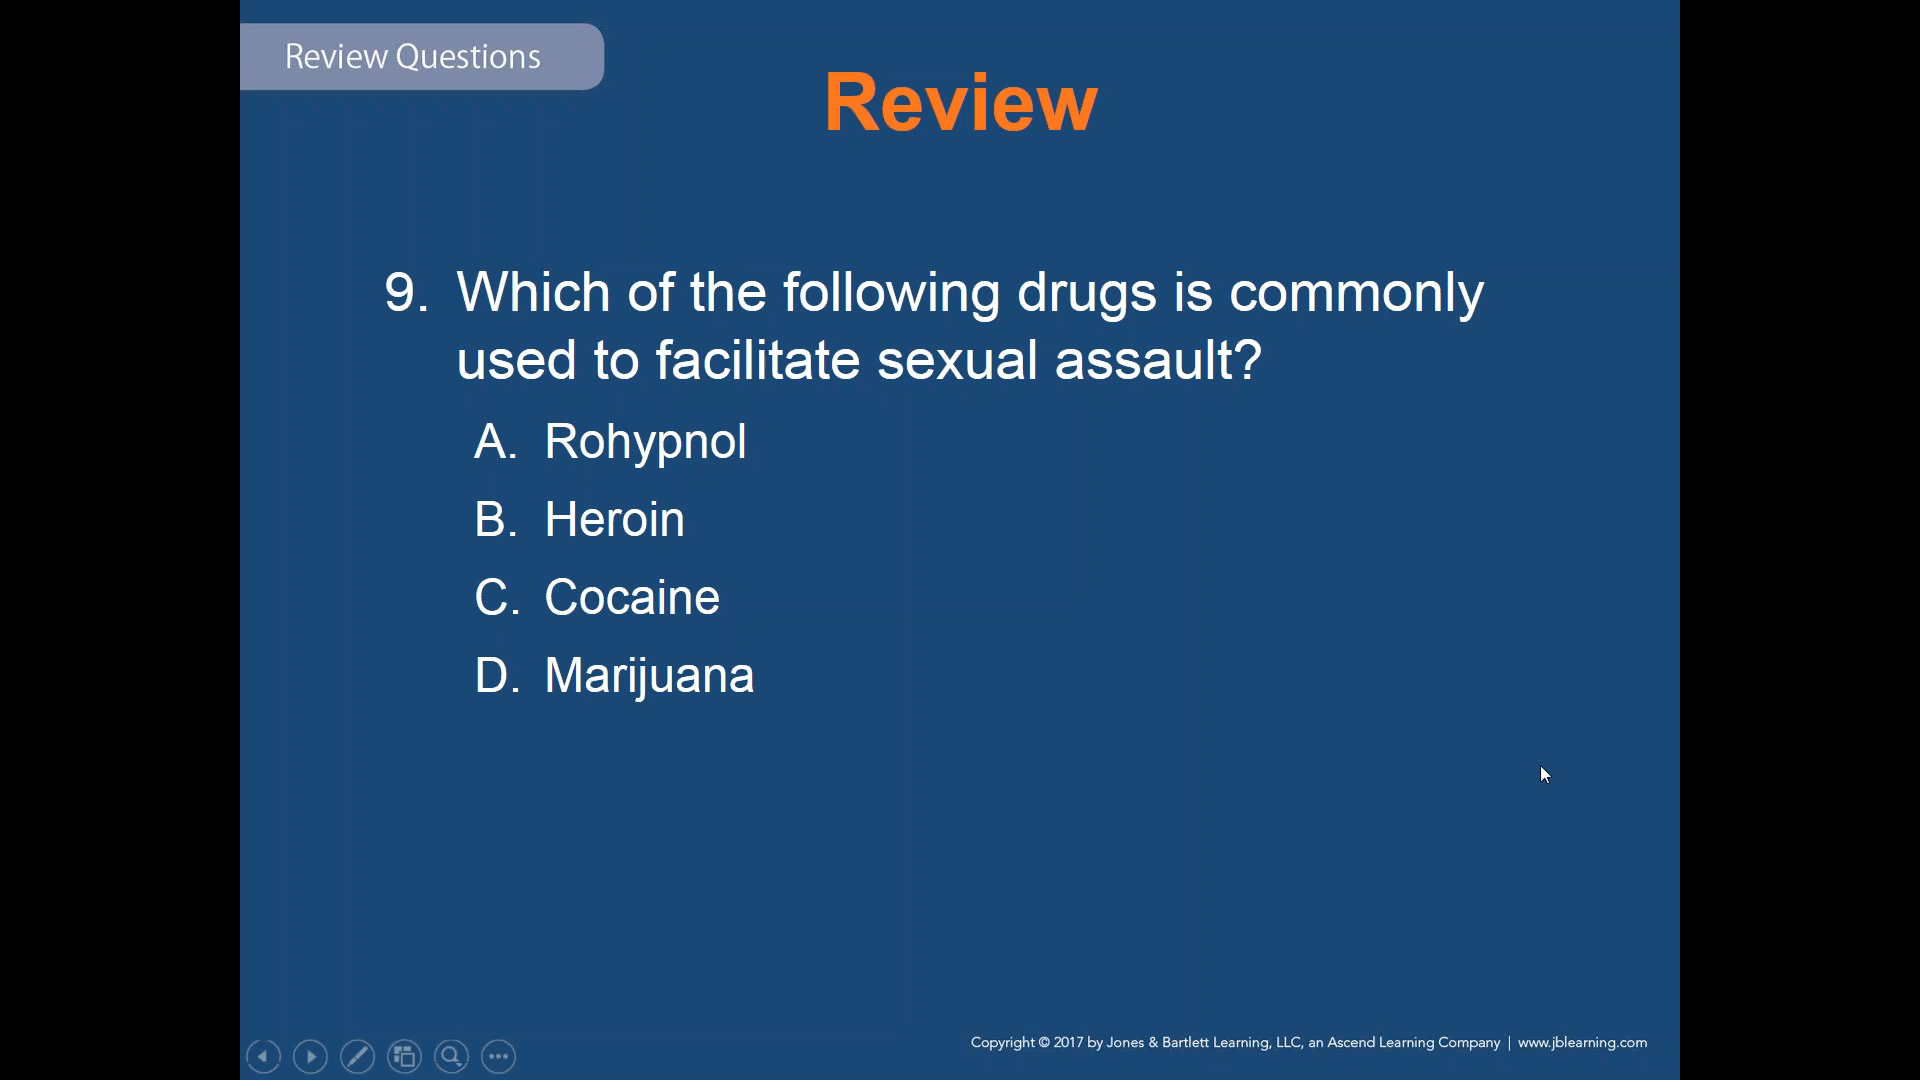 Review Questions
Review
9. Which of the following drugs is commonly
used to facilitate sexual assault?
A. Rohypnol
B. Heroin
C. Cocaine
D. Marijuana
Copyright © 2017 by Jones & Bartlett Learning, LLC, an Ascend Learning Company | www.jblearning.com